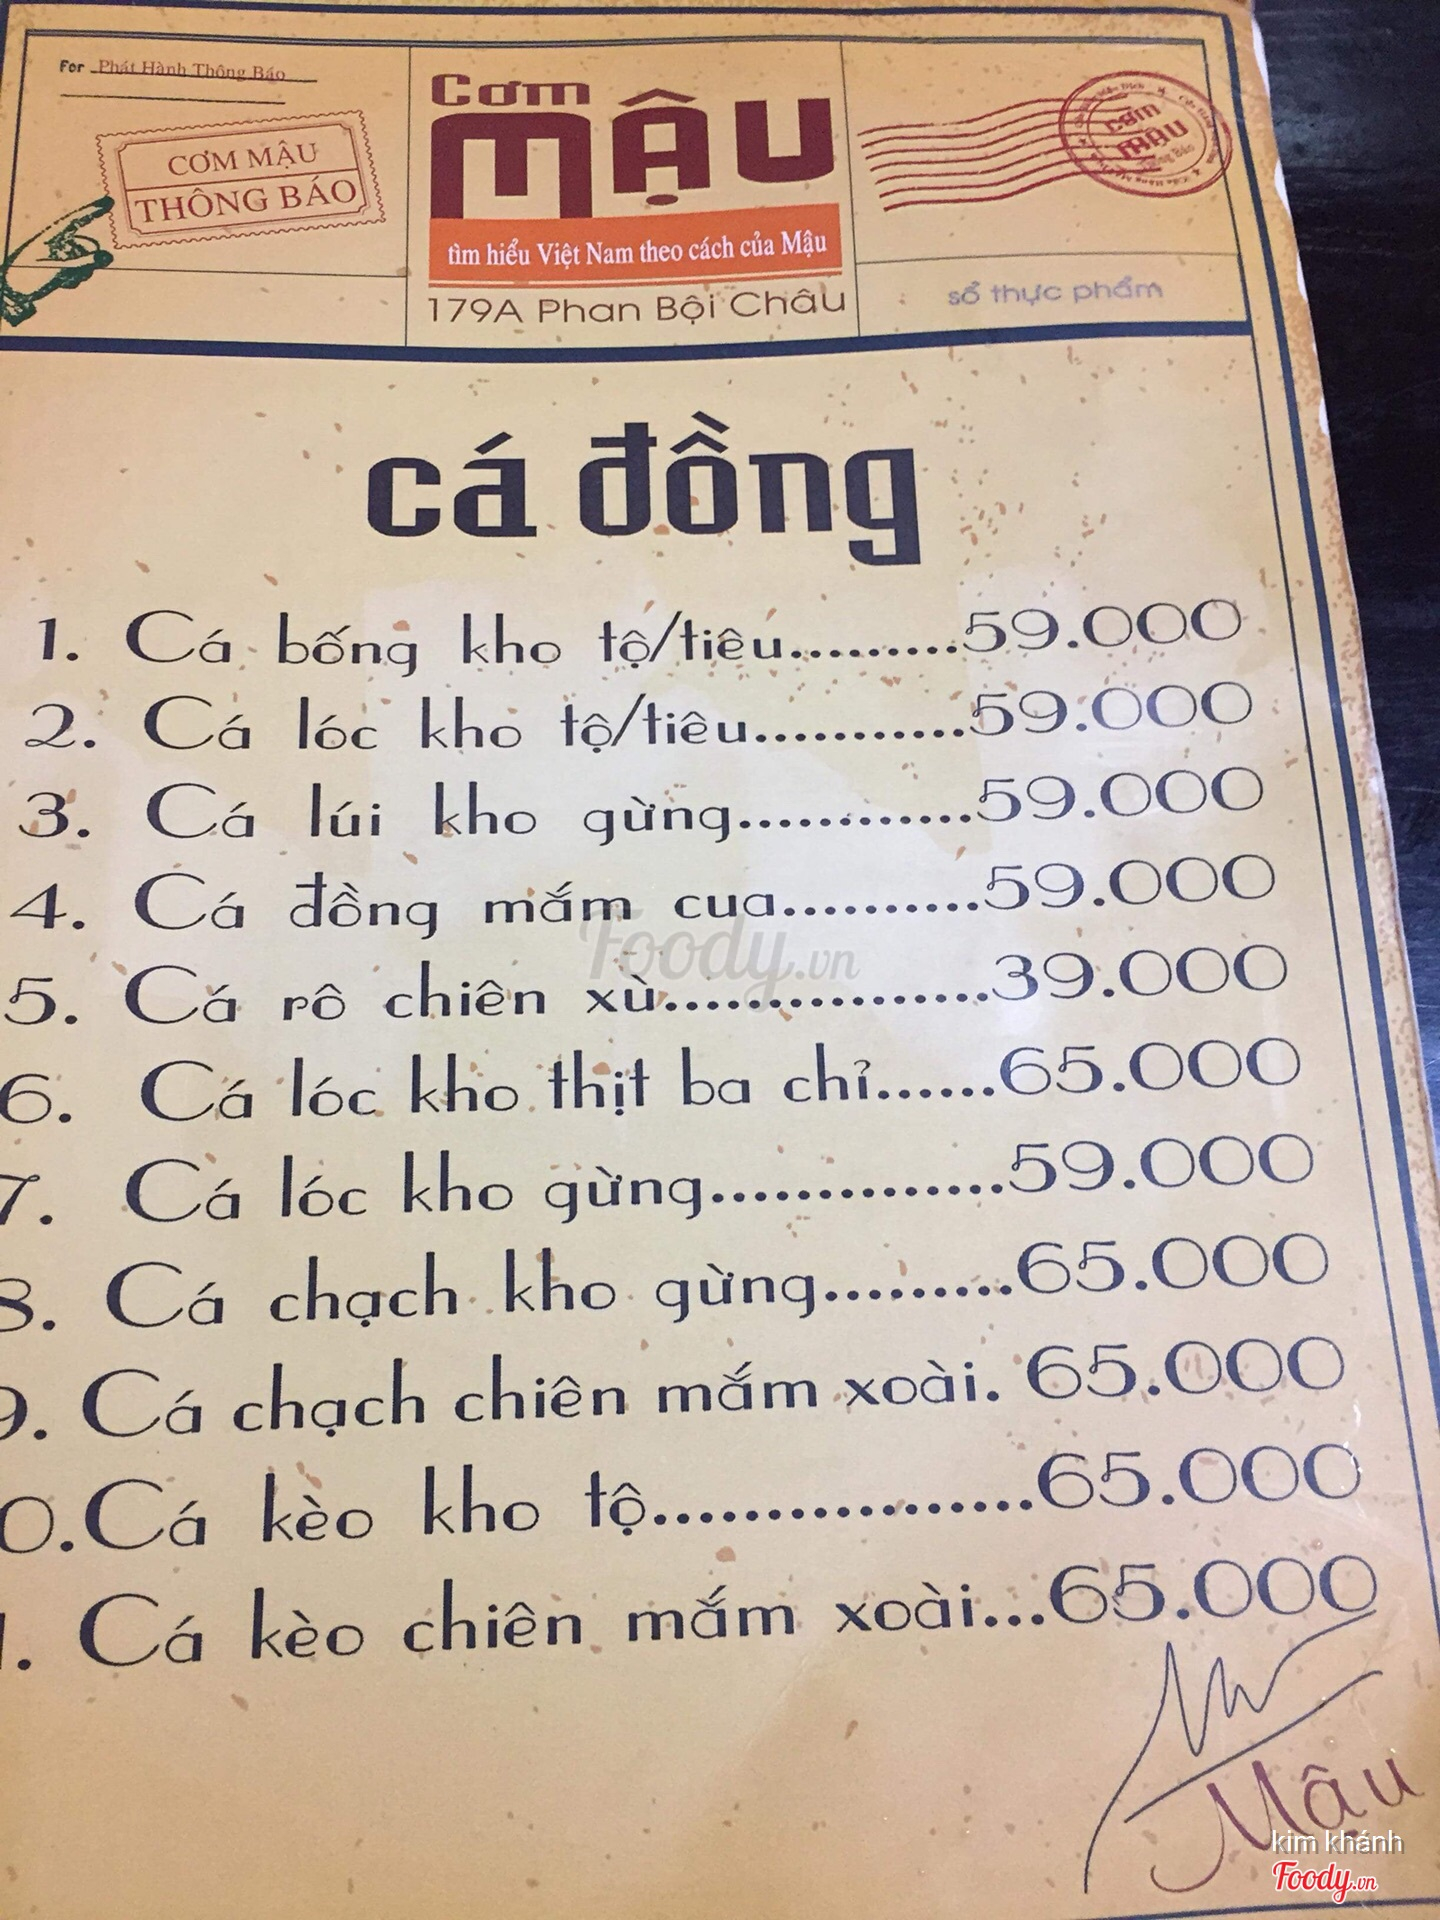 For Phát Hành Thông Báo
CƠM MẬU
THÔNG BÁO
Cơm
MẬU
tìm hiểu Việt Nam theo cách của Mậu
179A Phan Bội Châu
cơm
MẬU
sổ thực phẩm
cá đồng
1. Cá bống kho tộ/tiêu.........59.000
2. Cá lóc kho tộ/tiêu...........59.000
3. Cá lúi kho gừng............59.000
4. Cá đồng mắm cua..........59.000
5. Cá rô chiên xù................39.000
6. Cá lóc kho thịt ba chỉ......65.000
7. Cá lóc kho gừng..............59.000
8. Cá chạch kho gừng.........65.000
9. Cá chạch chiên mắm xoài. 65.000
0. Cá kèo kho tộ.................65.000
1. Cá kèo chiên mắm xoài...65.000
Mậu
Foody.vn
kim khánh
Foody.vn